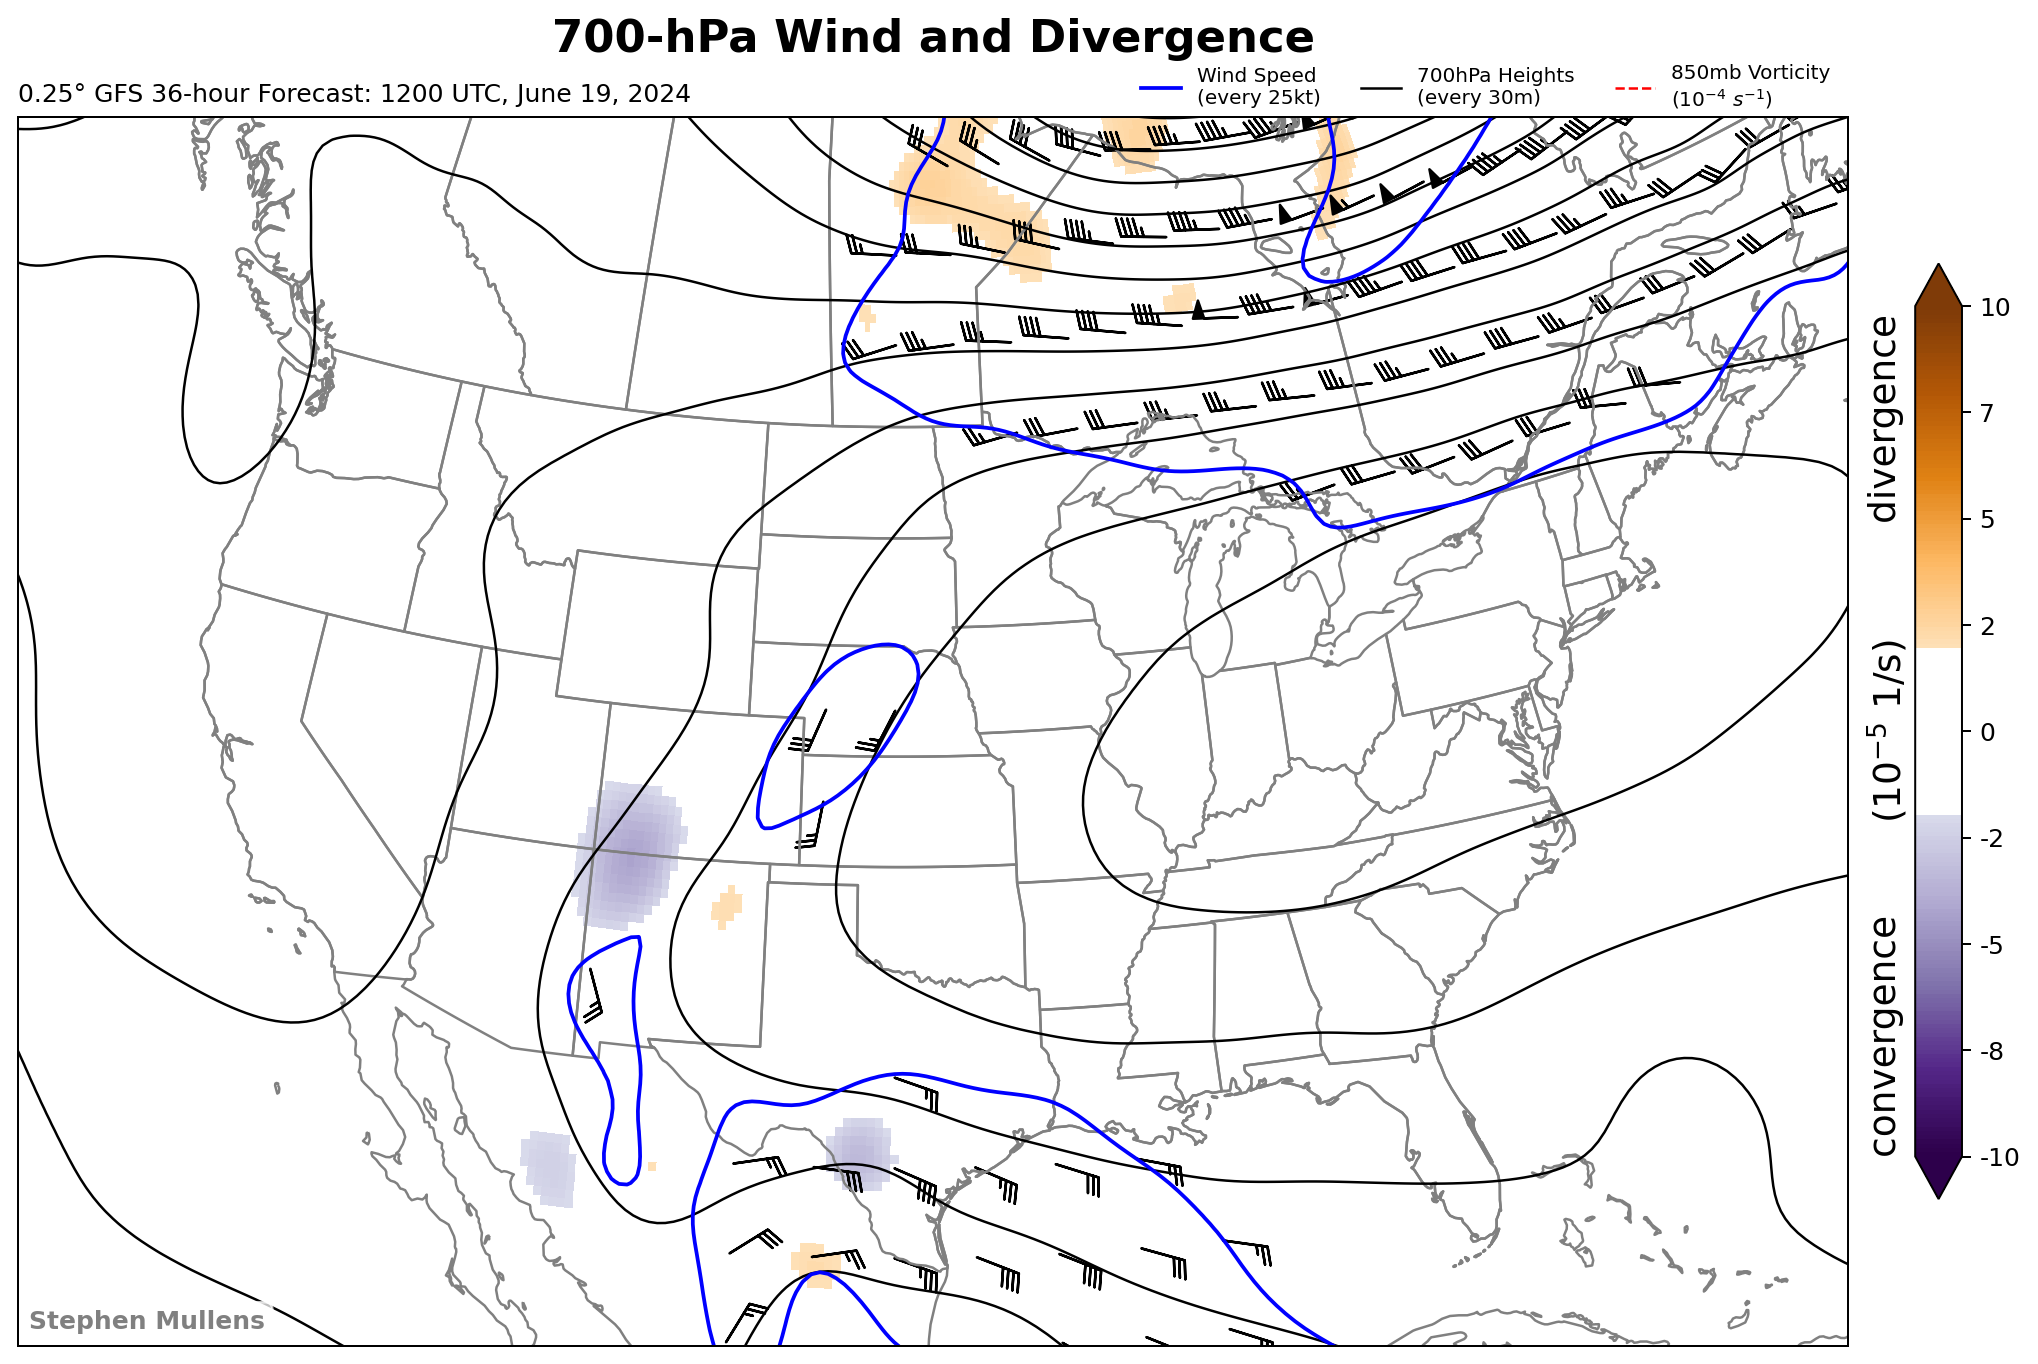 700-hPa Wind and Divergence
0.25° GFS 36-hour Forecast: 1200 UTC, June 19, 2024
Wind Speed
(every 25kt)
700hPa Heights
(every 30m)
850mb Vorticity
(10⁻⁴ s⁻¹)
10
7
5
2
0
-2
-5
-8
-10
convergence (10⁻⁵ 1/s) divergence
Stephen Mullens